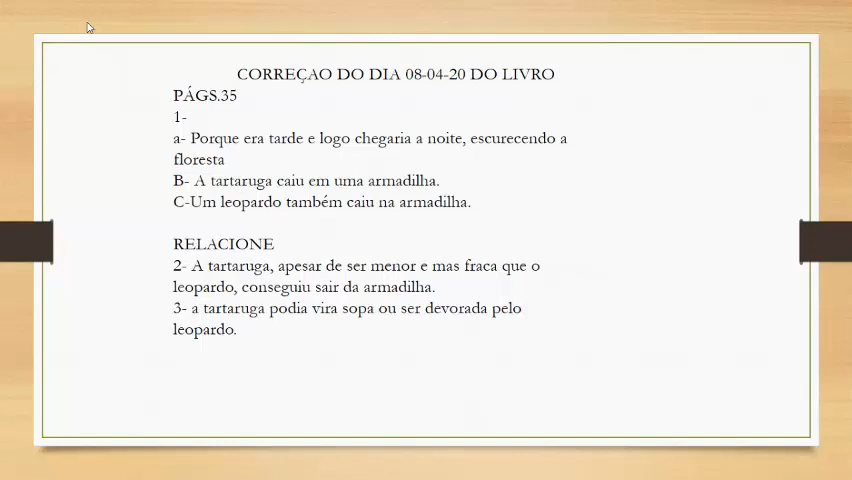 CORREÇAO DO DIA 08-04-20 DO LIVRO
PÁGS.35
1-
a- Porque era tarde e logo chegaria a noite, escurecendo a
floresta
B- A tartaruga caiu em uma armadilha.
C-Um leopardo também caiu na armadilha.
RELACIONE
2- A tartaruga, apesar de ser menor e mas fraca que o
leopardo, conseguiu sair da armadilha.
3- a tartaruga podia vira sopa ou ser devorada pelo
leopardo.